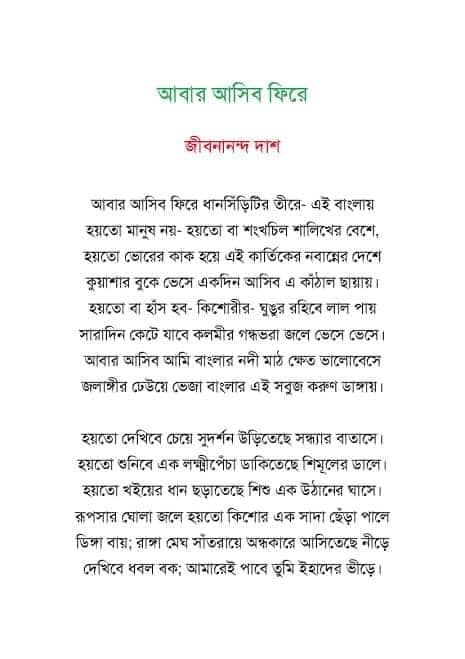 আবার আসিব ফিরে
জীবনানন্দ দাশ
আবার আসিব ফিরে ধানসিঁড়িটির তীরে- এই বাংলায়
হয়তো মানুষ নয়- হয়তো বা শংখচিল শালিখের বেশে,
হয়তো ভোরের কাক হয়ে এই কার্তিকের নবান্নের দেশে
কুয়াশার বুকে ভেসে একদিন আসিব এ কাঁঠাল ছায়ায়।
হয়তো বা হাঁস হব- কিশোরীর- ঘুঙুর রহিবে লাল পায়
সারাদিন কেটে যাবে কলমীর গন্ধভরা জলে ভেসে ভেসে।
আবার আসিব আমি বাংলার নদী মাঠ ক্ষেত ভালোবেসে
জলাঙ্গীর ঢেউয়ে ভেজা বাংলার এই সবুজ করুণ ডাঙ্গায়।
হয়তো দেখিবে চেয়ে সুদর্শন উড়িতেছে সন্ধ্যার বাতাসে।
হয়তো শুনিবে এক লক্ষ্মীপেঁচা ডাকিতেছে শিমুলের ডালে।
হয়তো খইয়ের ধান ছড়াতেছে শিশু এক উঠানের ঘাসে।
রূপসার ঘোলা জলে হয়তো কিশোর এক সাদা ছেঁড়া পালে
ডিঙ্গা বায়; রাঙ্গা মেঘ সাঁতরায়ে অন্ধকারে আসিতেছে নীড়ে
দেখিবে ধবল বক; আমারেই পাবে তুমি ইহাদের ভীড়ে।